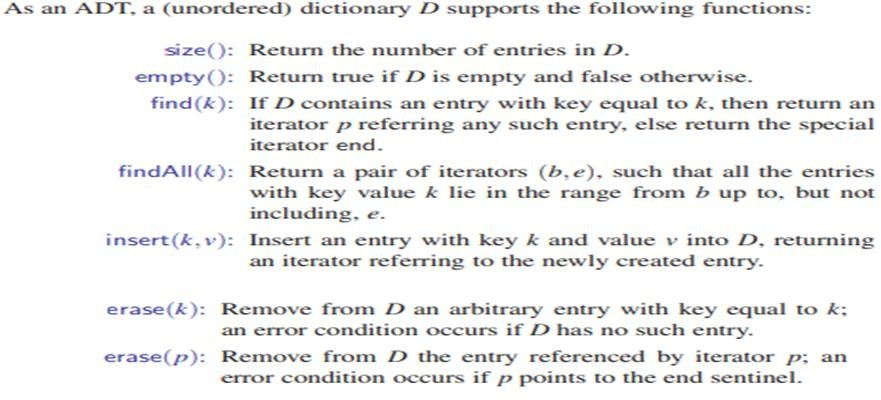 As an ADT, a (unordered) dictionary D supports the following functions:
size(): Return the number of entries in D.
empty(): Return true if D is empty and false otherwise.
find(k): If D contains an entry with key equal to k, then return an
iterator p referring any such entry, else return the special
iterator end.
findAll(k): Return a pair of iterators (b,e), such that all the entries
with key value k lie in the range from b up to, but not
including, e.
insert(k,v): Insert an entry with key k and value v into D, returning
an iterator referring to the newly created entry.
erase(k): Remove from D an arbitrary entry with key equal to k;
an error condition occurs if D has no such entry.
erase(p): Remove from D the entry referenced by iterator p; an
error condition occurs if p points to the end sentinel.